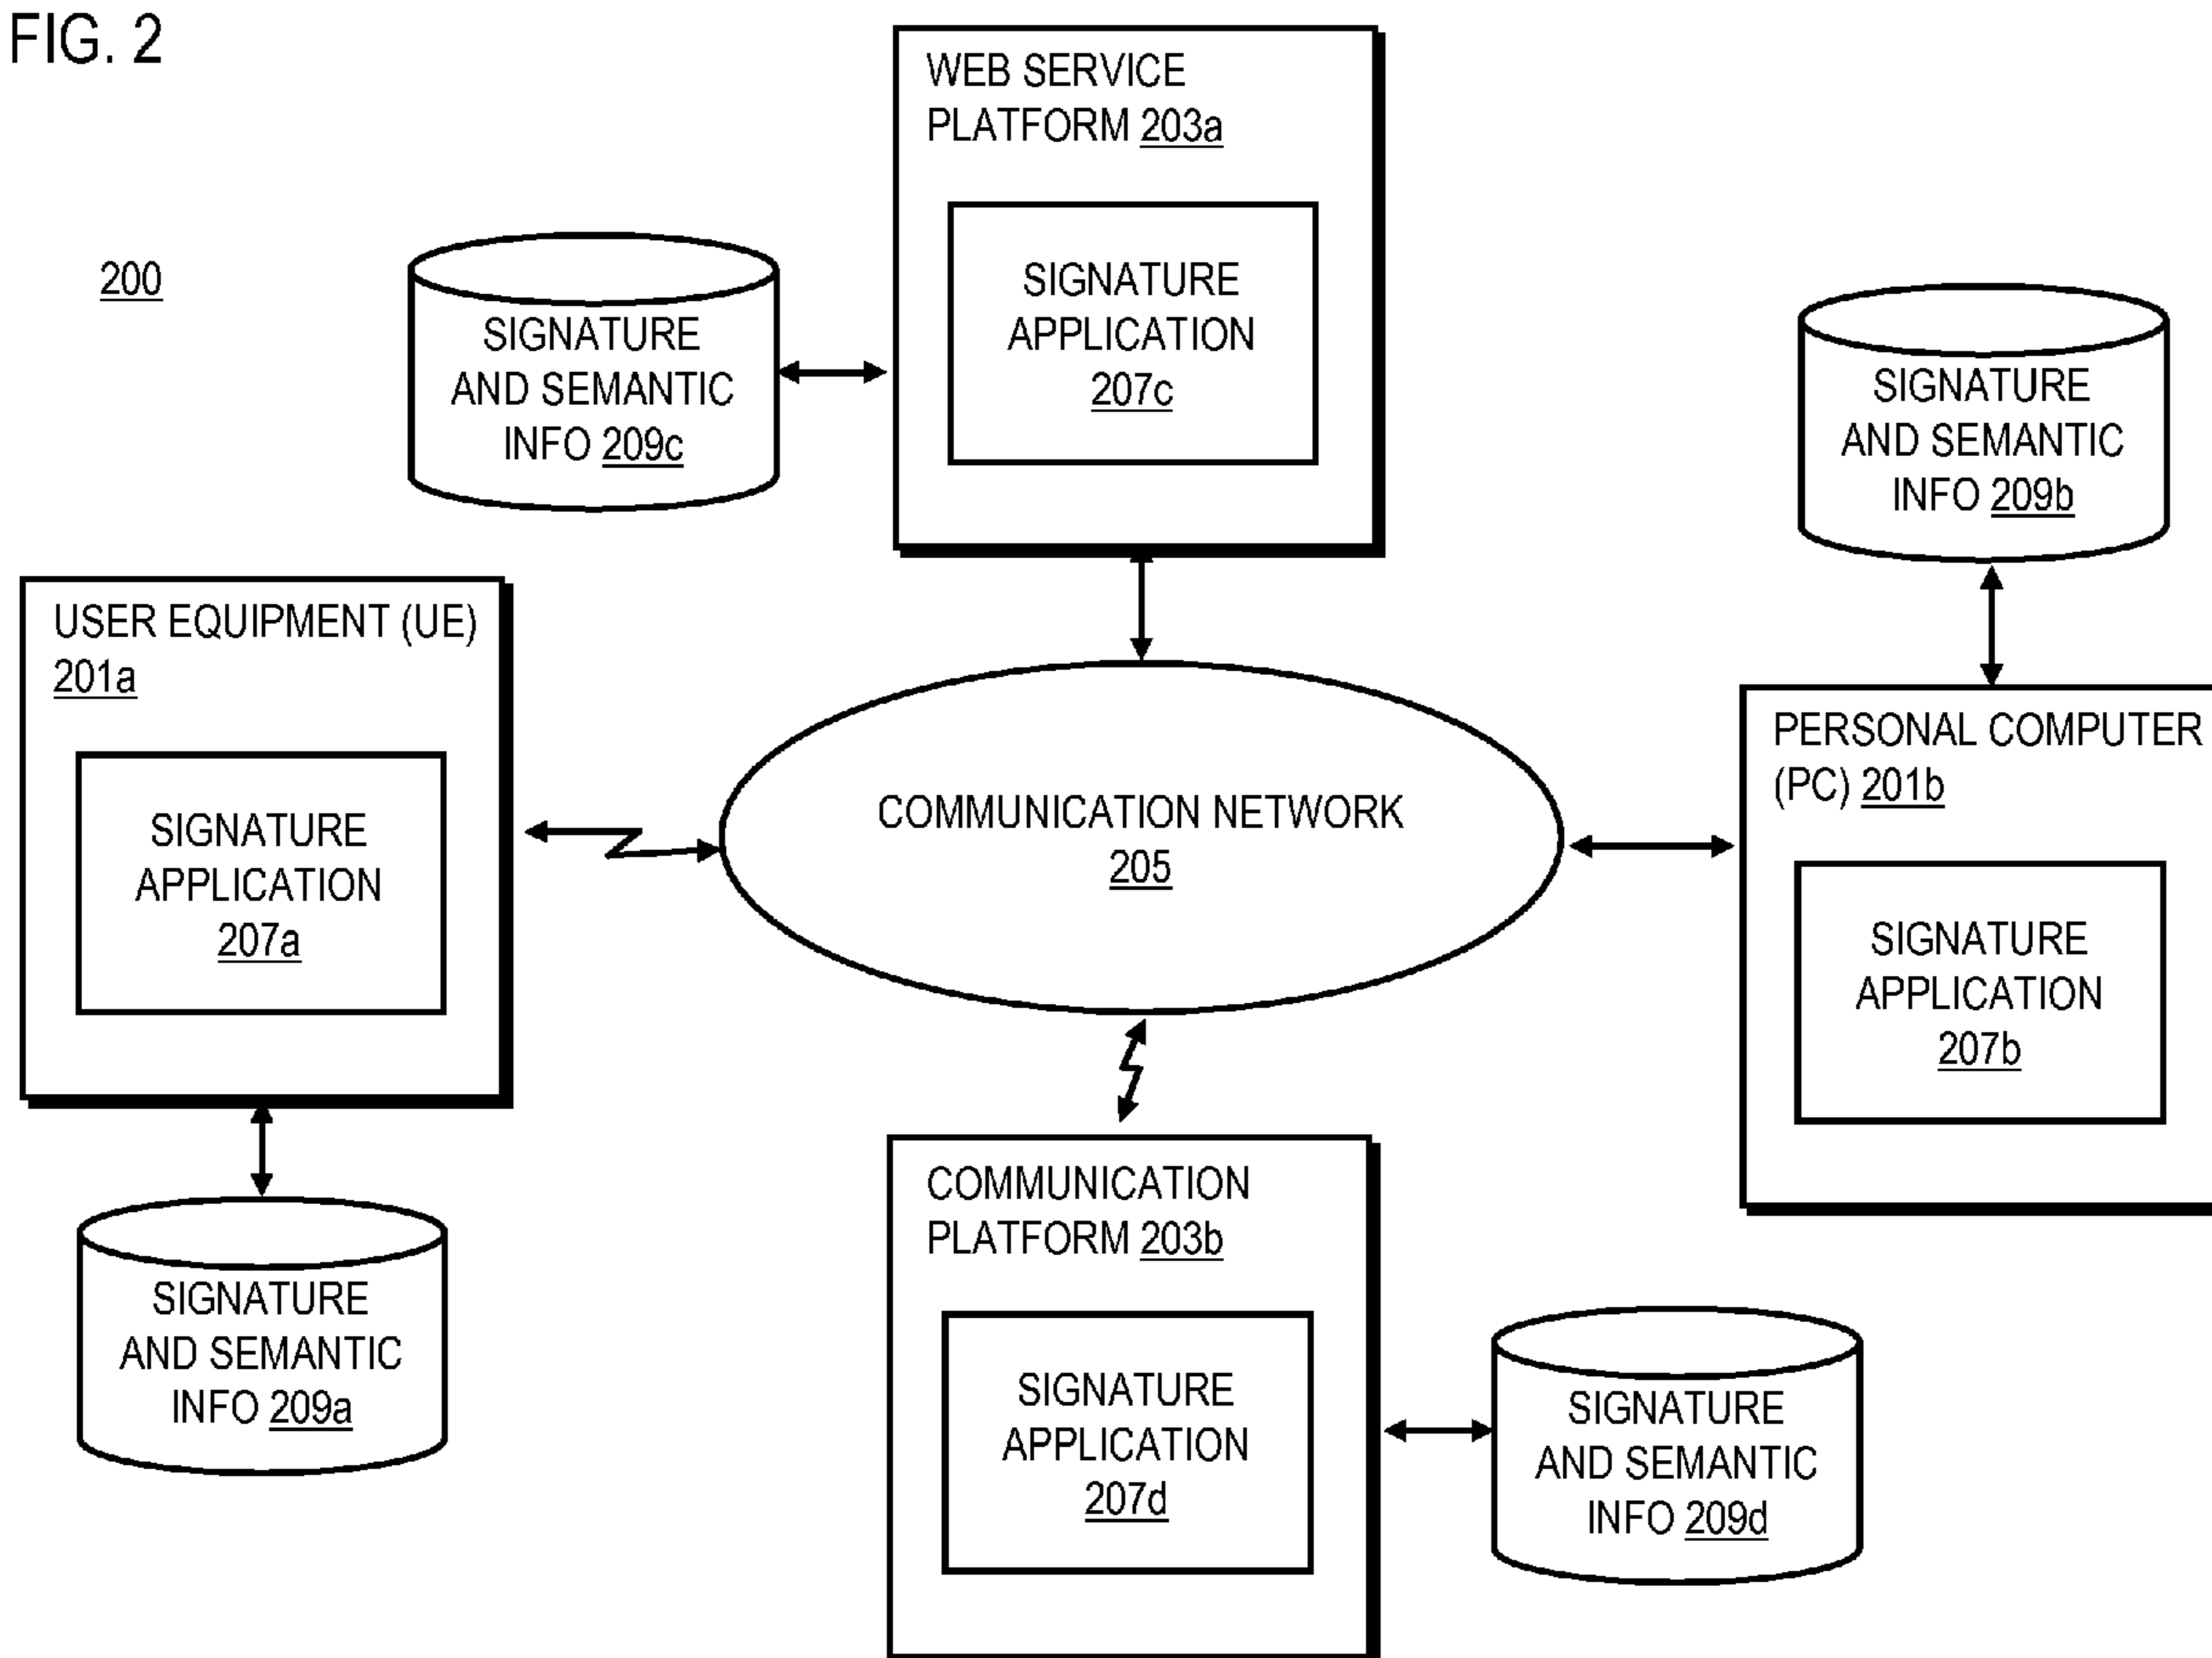 FIG. 2
200
WEB SERVICE
PLATFORM 203a
SIGNATURE
APPLICATION
207c
SIGNATURE
AND SEMANTIC
INFO 209c
SIGNATURE
AND SEMANTIC
INFO 209b
USER EQUIPMENT (UE)
201a
SIGNATURE
APPLICATION
207a
COMMUNICATION NETWORK
205
PERSONAL COMPUTER
(PC) 201b
SIGNATURE
APPLICATION
207b
SIGNATURE
AND SEMANTIC
INFO 209a
COMMUNICATION
PLATFORM 203b
SIGNATURE
APPLICATION
207d
SIGNATURE
AND SEMANTIC
INFO 209d